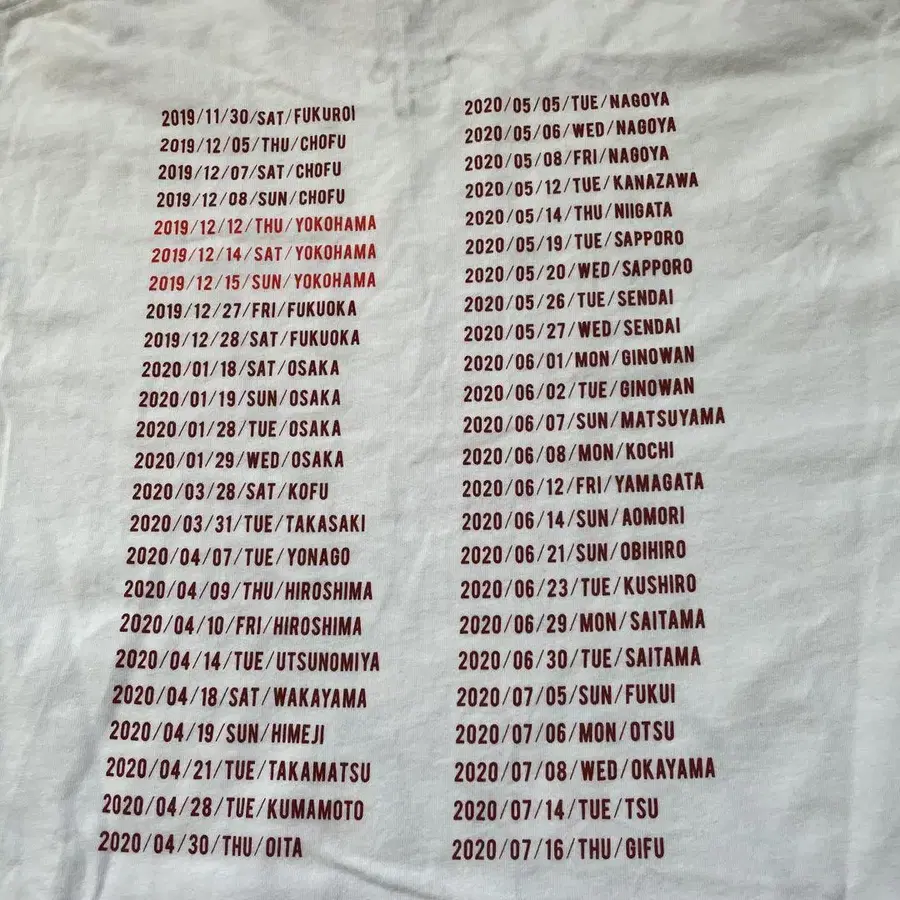 2019/11/30/SAT/FUKUROI
2019/12/05/THU/CHOFU
2019/12/07/SAT/CHOFU
2019/12/08/SUN/CHOFU
2019/12/12/THU/YOKOHAMA
2019/12/14/SAT/YOKOHAMA
2019/12/15/SUN/YOKOHAMA
2019/12/27/FRI/FUKUOKA
2019/12/28/SAT/FUKUOKA
2020/01/18/SAT/OSAKA
2020/01/19/SUN/OSAKA
2020/01/28/TUE/OSAKA
2020/01/29/WED/OSAKA
2020/03/28/SAT/KOFU
2020/03/31/TUE/TAKASAKI
2020/04/07/TUE/YONAGO
2020/04/09/THU/HIROSHIMA
2020/04/10/FRI/HIROSHIMA
2020/04/14/TUE/UTSUNOMIYA
2020/04/18/SAT/WAKAYAMA
2020/04/19/SUN/HIMEJI
2020/04/21/TUE/TAKAMATSU
2020/04/28/TUE/KUMAMOTO
2020/04/30/THU/OITA
2020/05/05/TUE/NAGOYA
2020/05/06/WED/NAGOYA
2020/05/08/FRI/NAGOYA
2020/05/12/TUE/KANAZAWA
2020/05/14/THU/NIIGATA
2020/05/19/TUE/SAPPORO
2020/05/20/WED/SAPPORO
2020/05/26/TUE/SENDAI
2020/05/27/WED/SENDAI
2020/06/01/MON/GINOWAN
2020/06/02/TUE/GINOWAN
2020/06/07/SUN/MATSUYAMA
2020/06/08/MON/KOCHI
2020/06/12/FRI/YAMAGATA
2020/06/14/SUN/AOMORI
2020/06/21/SUN/OBIHIRO
2020/06/23/TUE/KUSHIRO
2020/06/29/MON/SAITAMA
2020/06/30/TUE/SAITAMA
2020/07/05/SUN/FUKUI
2020/07/06/MON/OTSU
2020/07/08/WED/OKAYAMA
2020/07/14/TUE/TSU
2020/07/16/THU/GIFU